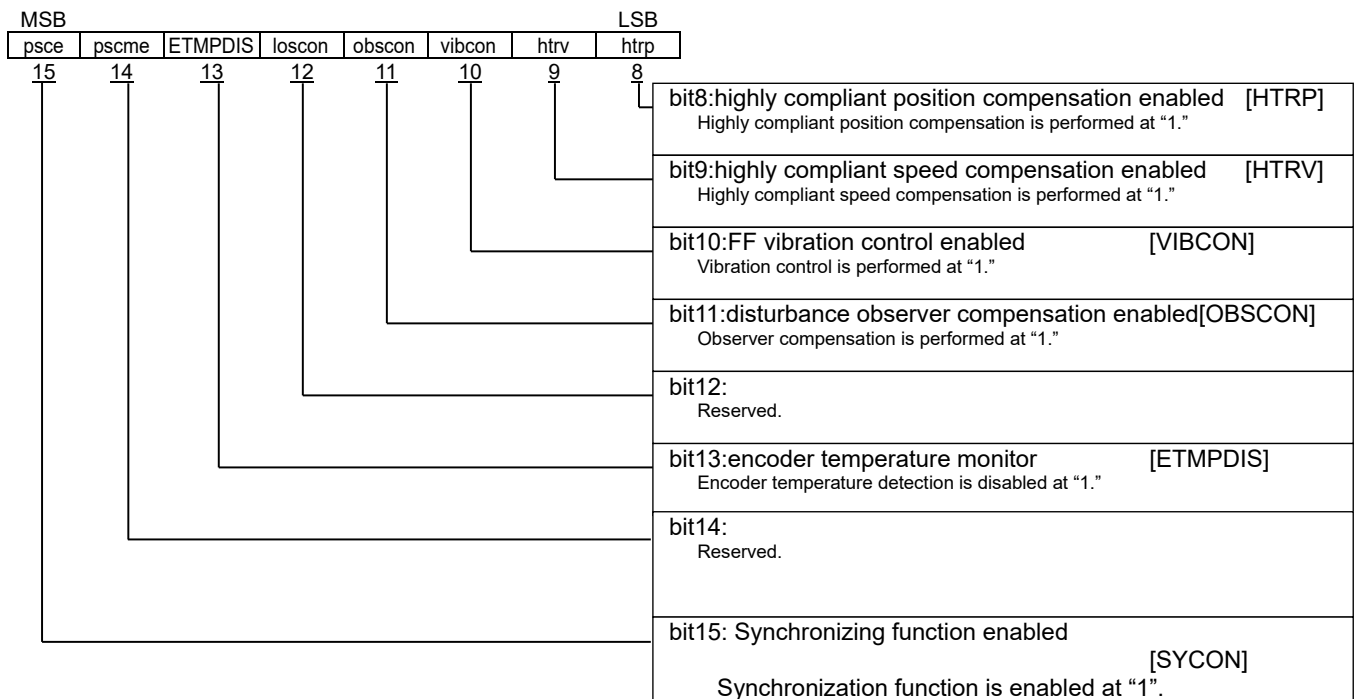 MSB LSB
psce pscme ETMPDIS loscon obscon vibcon htrv htrp
15 14 13 12 11 10 9 8
bit8:highly compliant position compensation enabled [HTRP]
Highly compliant position compensation is performed at “1.”
bit9:highly compliant speed compensation enabled [HTRV]
Highly compliant speed compensation is performed at “1.”
bit10:FF vibration control enabled [VIBCON]
Vibration control is performed at “1.”
bit11:disturbance observer compensation enabled[OBSCON]
Observer compensation is performed at “1.”
bit12:
Reserved.
bit13:encoder temperature monitor [ETMPDIS]
Encoder temperature detection is disabled at “1.”
bit14:
Reserved.
bit15: Synchronizing function enabled
[SYCON]
Synchronization function is enabled at “1”.